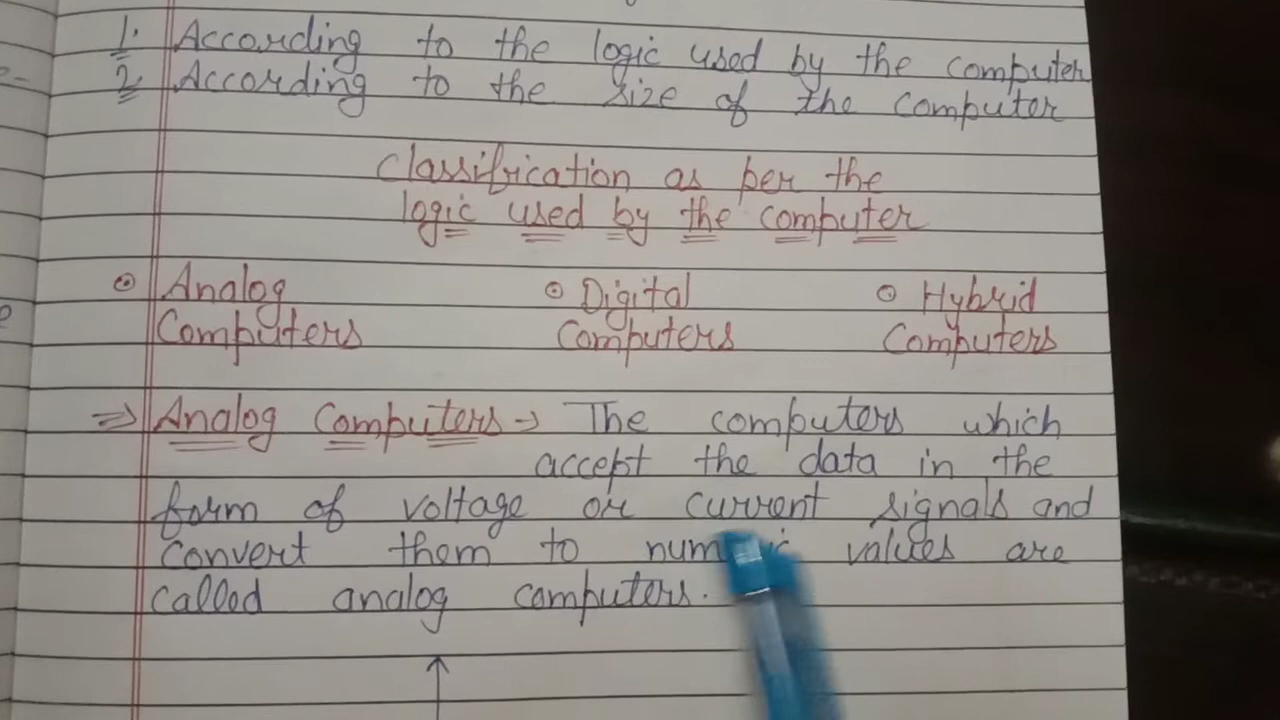 1. According to the logic used by the computer
2. According to the size of the computer
Classification as per the
logic used by the computer
Analog
Computers
Digital
Computers
Hybrid
Computers
⇒ Analog Computers → The computers which
accept the data in the
form of voltage or current signals and
convert them to values are
called analog computers.